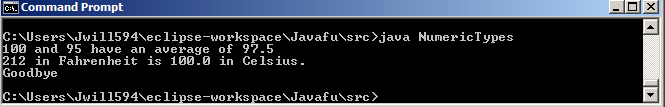 Command Prompt
C:\Users\Jwill594\eclipse-workspace\Javafu\src>java NumericTypes
100 and 95 have an average of 97.5
212 in Fahrenheit is 100.0 in Celsius.
Goodbye
C:\Users\Jwill594\eclipse-workspace\Javafu\src>